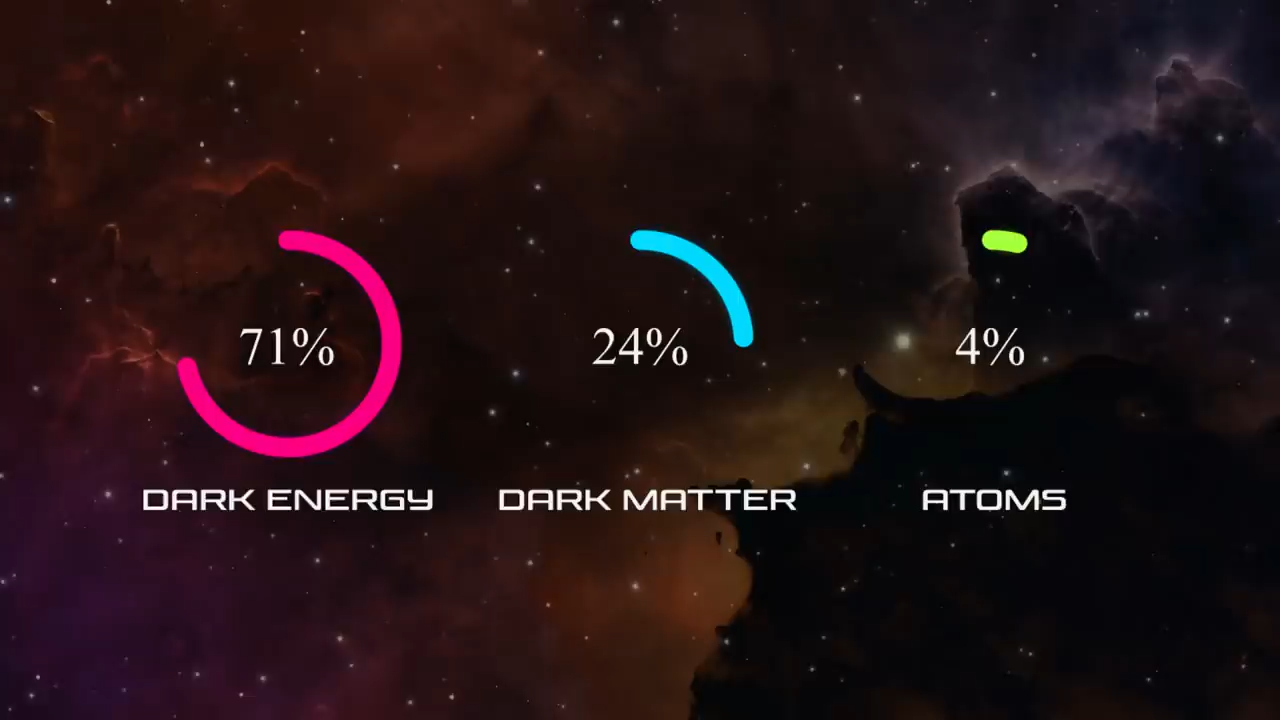 71%
24%
4%
DARK ENERGY
DARK MATTER
ATOMS